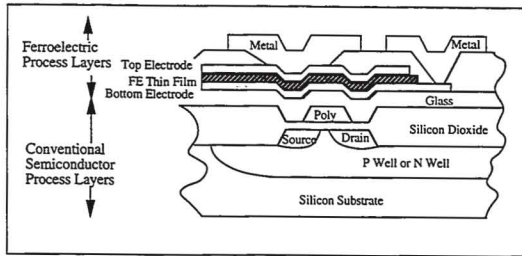 Ferroelectric
Process Layers
Metal
Metal
Top Electrode
FE Thin Film
Bottom Electrode
Glass
Poly
Silicon Dioxide
Source
Drain
Conventional
Semiconductor
Process Layers
P Well or N Well
Silicon Substrate